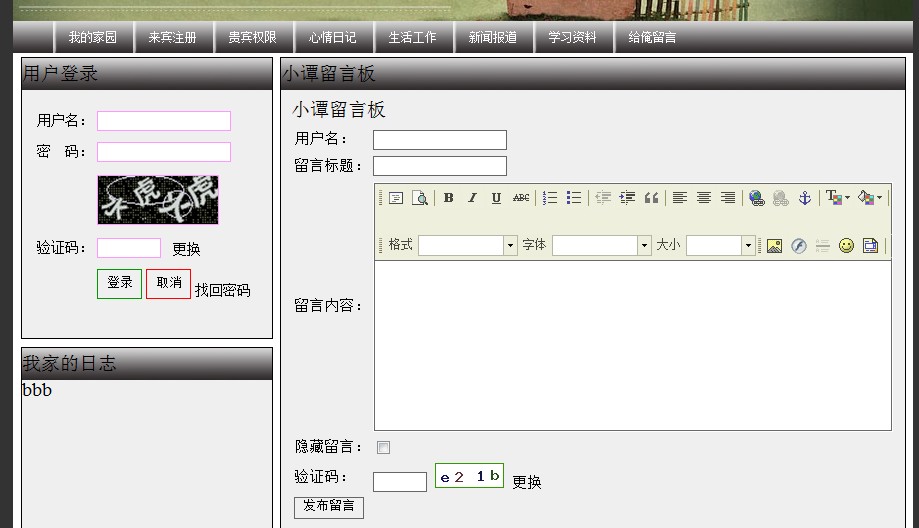 我的家园 来宾注册 贵宾权限 心情日记 生活工作 新闻报道 学习资料 给俺留言
用户登录
用户名：
密 码：
验证码： 更换
登录 取消 找回密码
我家的日志
bbb
小谭留言板
小谭留言板
用户名：
留言标题：
B I U ABC
格式 字体 大小
留言内容：
隐藏留言：
验证码： e2 1b 更换
发布留言